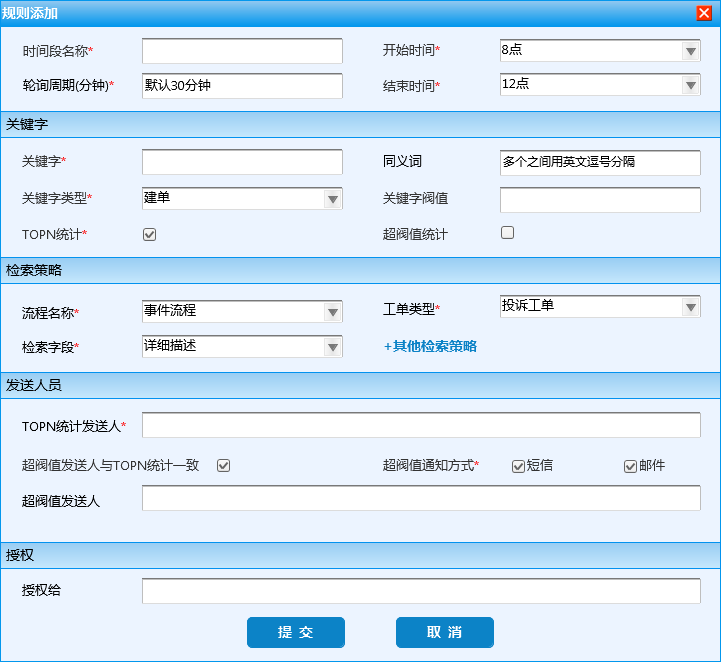 规则添加
时间段名称* 开始时间* 8点
轮询周期(分钟)* 默认30分钟 结束时间* 12点
关键字
关键字* 同义词 多个之间用英文逗号分隔
关键字类型* 建单 关键字阀值
TOPN统计* 超阀值统计
检索策略
流程名称* 事件流程 工单类型* 投诉工单
检索字段* 详细描述 +其他检索策略
发送人员
TOPN统计发送人*
超阀值发送人与TOPN统计一致 超阀值通知方式* 短信 邮件
超阀值发送人
授权
授权给
提 交 取 消